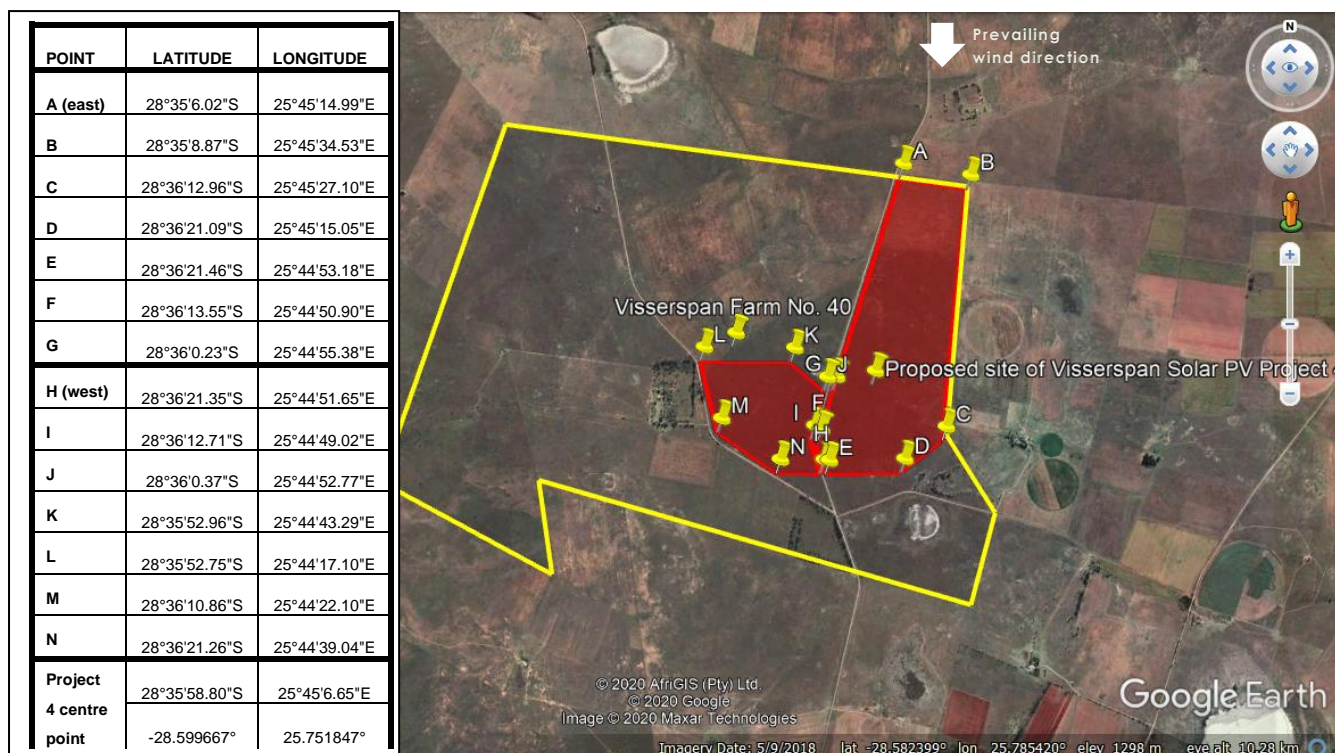 POINT LATITUDE LONGITUDE
A (east) 28°35'6.02"S 25°45'14.99"E
B 28°35'8.87"S 25°45'34.53"E
C 28°36'12.96"S 25°45'27.10"E
D 28°36'21.09"S 25°45'15.05"E
E 28°36'21.46"S 25°44'53.18"E
F 28°36'13.55"S 25°44'50.90"E
G 28°36'0.23"S 25°44'55.38"E
H (west) 28°36'21.35"S 25°44'51.65"E
I 28°36'12.71"S 25°44'49.02"E
J 28°36'0.37"S 25°44'52.77"E
K 28°35'52.96"S 25°44'43.29"E
L 28°35'52.75"S 25°44'17.10"E
M 28°36'10.86"S 25°44'22.10"E
N 28°36'21.26"S 25°44'39.04"E
Project
4 centre
point
28°35'58.80"S 25°45'6.65"E
-28.599667° 25.751847°
Prevailing
wind direction
N
A
B
Visserspan Farm No. 40
L
K
G
J
Proposed site of Visserspan Solar PV Project
M
F
I
C
H
N
E
D
© 2020 AfriGIS (Pty) Ltd.
© 2020 Google
Image © 2020 Maxar Technologies
Google Earth
Imagery Date: 5/9/2018 lat -28.582399° lon 25.785420° elev 1298 m eye alt 10.28 km